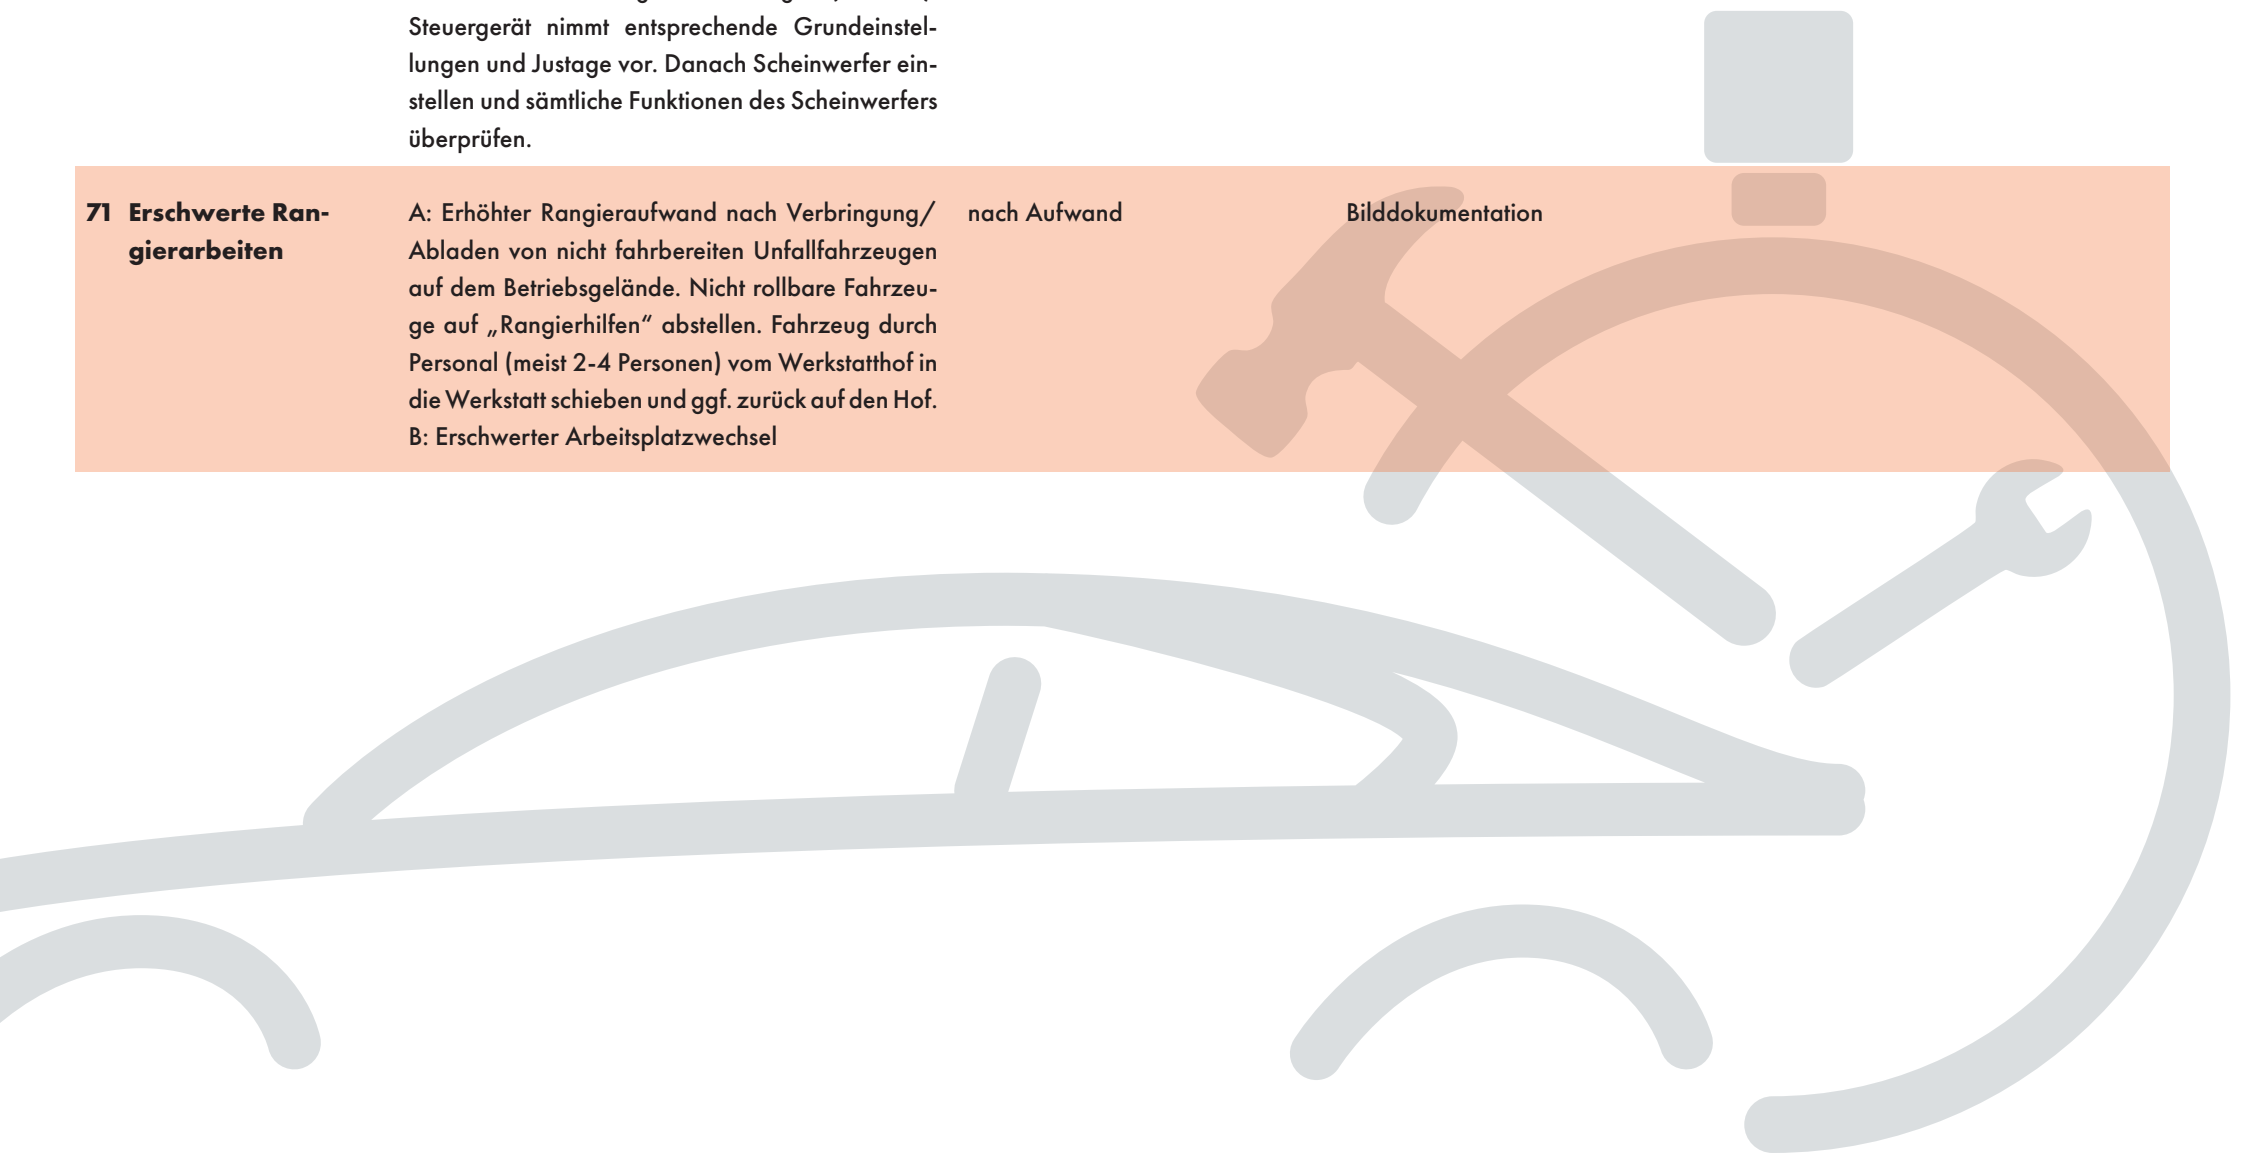 Steuergerät nimmt entsprechende Grundeinstel-
lungen und Justage vor. Danach Scheinwerfer ein-
stellen und sämtliche Funktionen des Scheinwerfers
überprüfen.
71 Erschwerte Ran-
gierarbeiten
A: Erhöhter Rangieraufwand nach Verbringung/
Abladen von nicht fahrbereiten Unfallfahrzeugen
auf dem Betriebsgelände. Nicht rollbare Fahrzeu-
ge auf „Rangierhilfen“ abstellen. Fahrzeug durch
Personal (meist 2-4 Personen) vom Werkstatthof in
die Werkstatt schieben und ggf. zurück auf den Hof.
B: Erschwerter Arbeitsplatzwechsel
nach Aufwand
Bilddokumentation